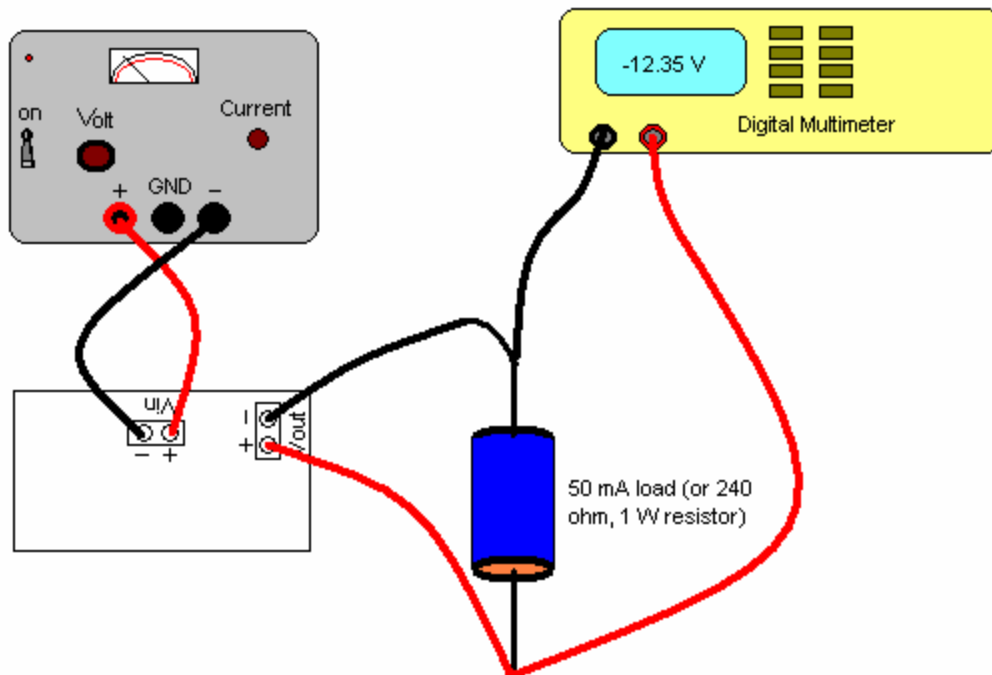 on
Volt
Current
+
GND
-
-12.35 V
Digital Multimeter
Vin
- +
-
+
Vout
50 mA load (or 240
ohm, 1 W resistor)